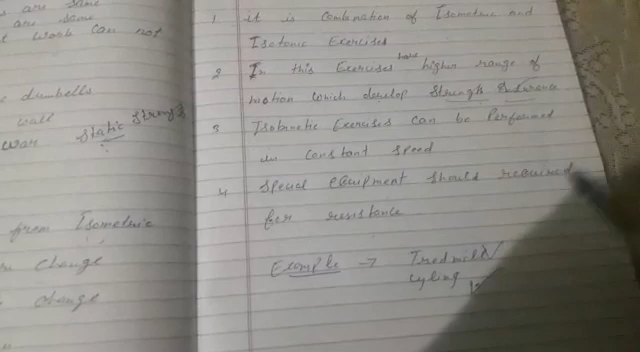 are same
are same
work can not
dumbells
wall
static strength
from Isometric
change
change
1 it is Combination of Isometric and
Isotonic Exercises
2 In this Exercises have higher range of
motion which develop strength Endurance
3 Isokinetic Exercises can be Performed
in constant speed
4 special equipment should required
for resistance
Example → Tredmill
cyling